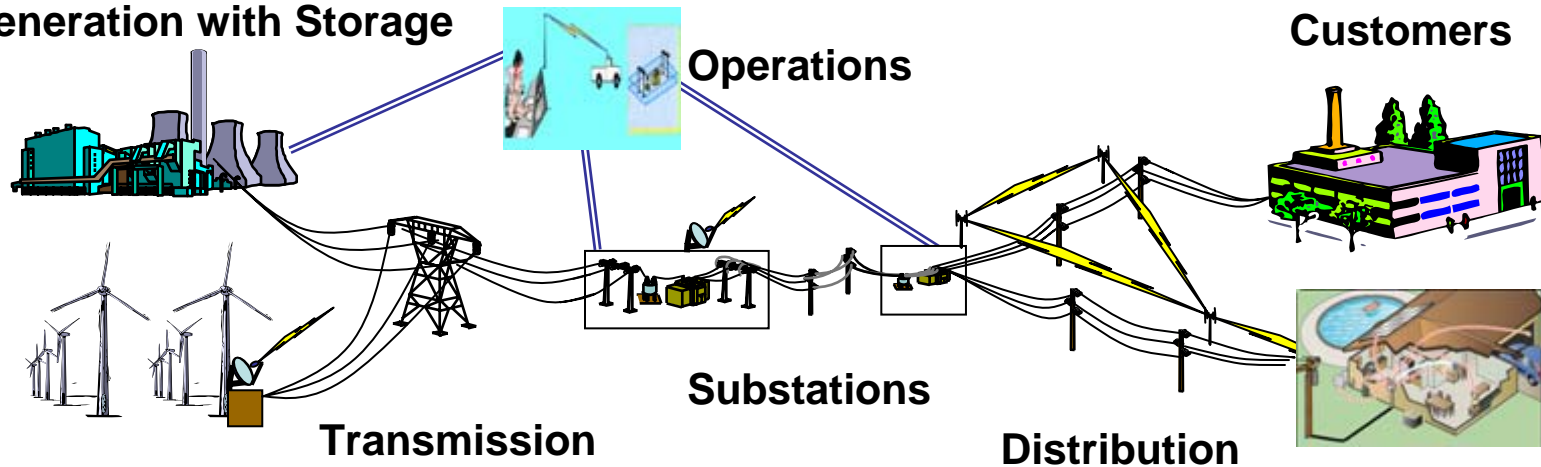 eneration with Storage
Operations
Customers
Substations
Transmission
Distribution